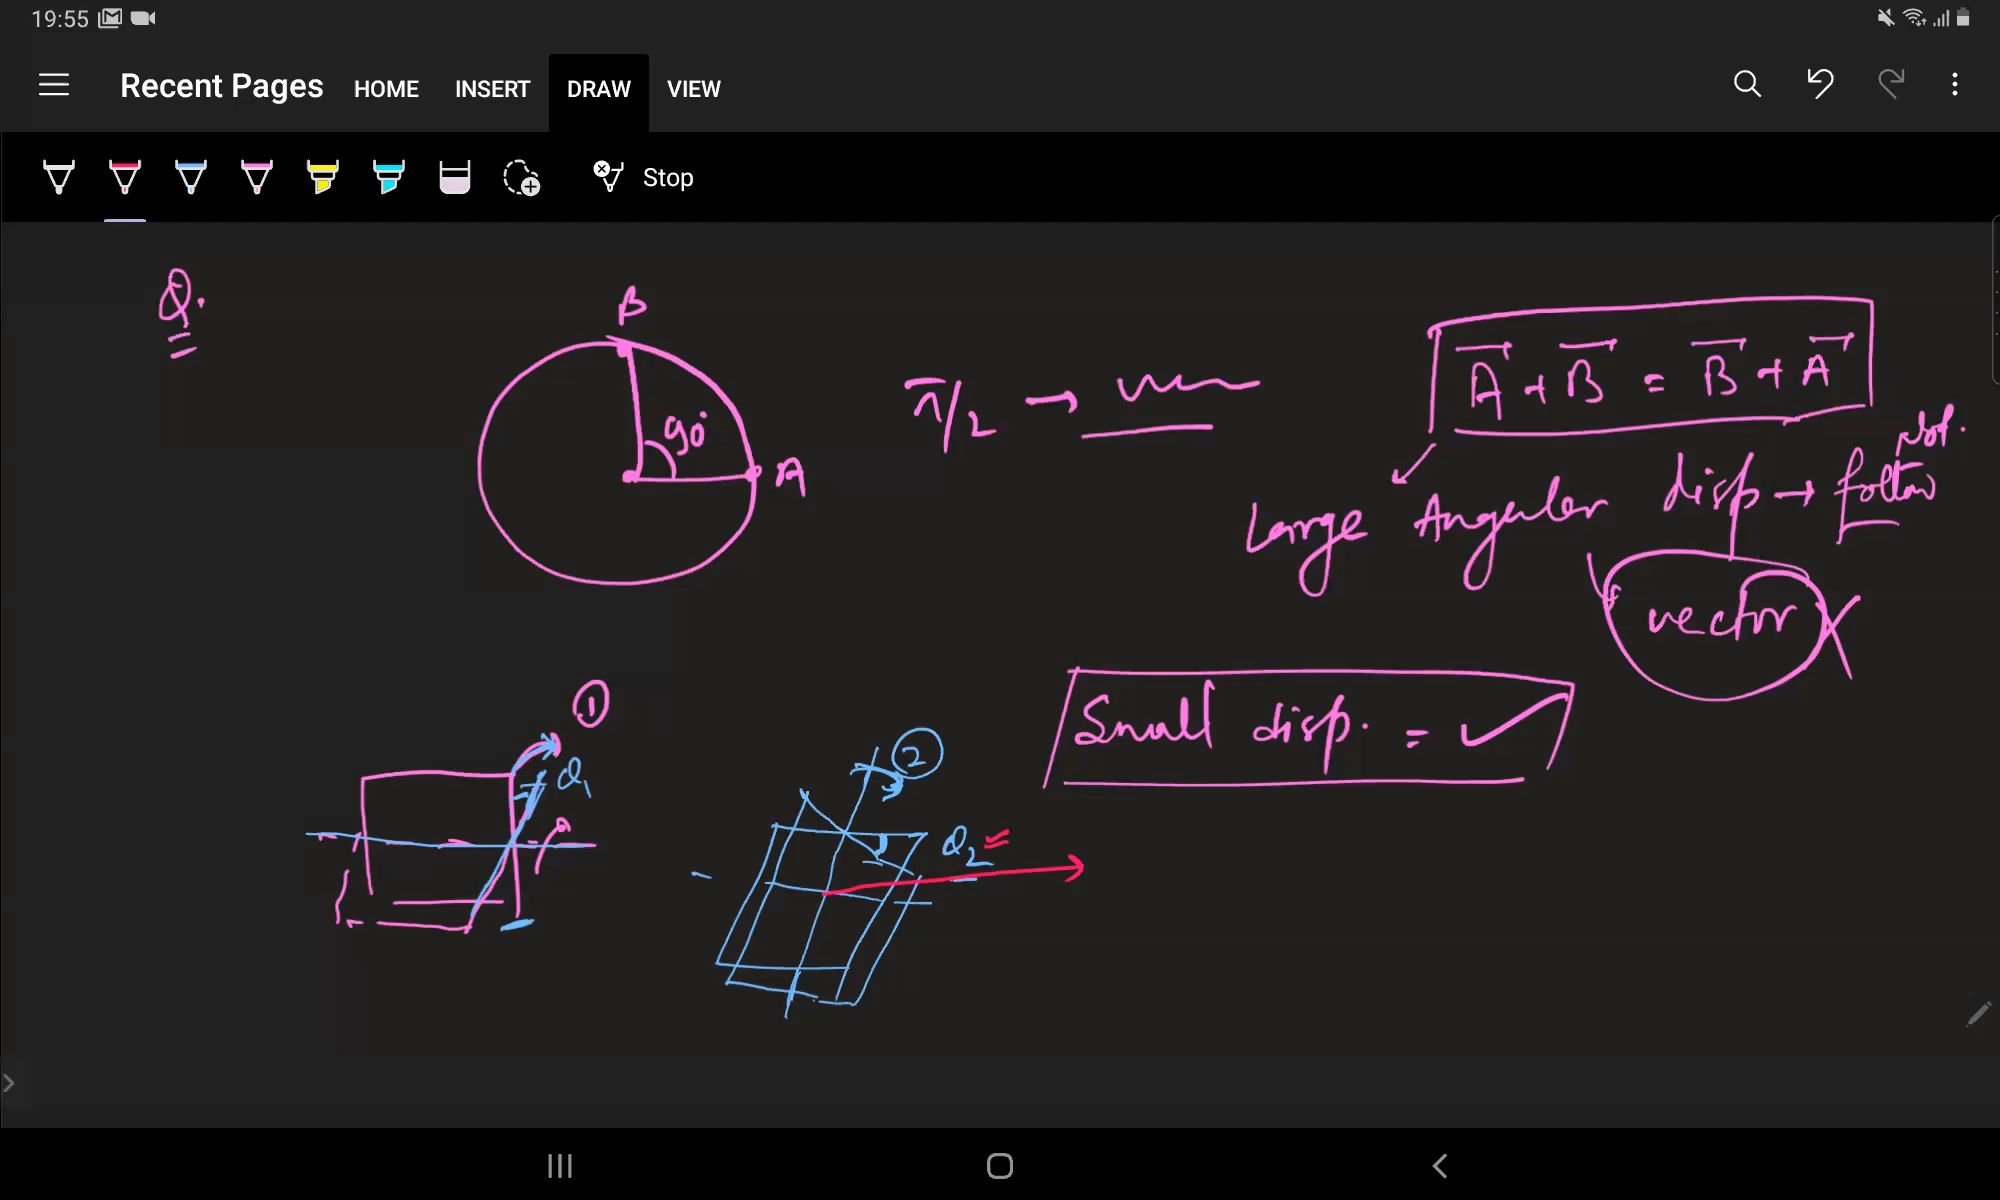 19:55
Recent Pages HOME INSERT DRAW VIEW
Stop
Q.
B
90°
A
π/2 →
A + B = B + A
Not.
Large Angular disp → follow
vector
Small disp. =
①
②
θ₁
θ₂